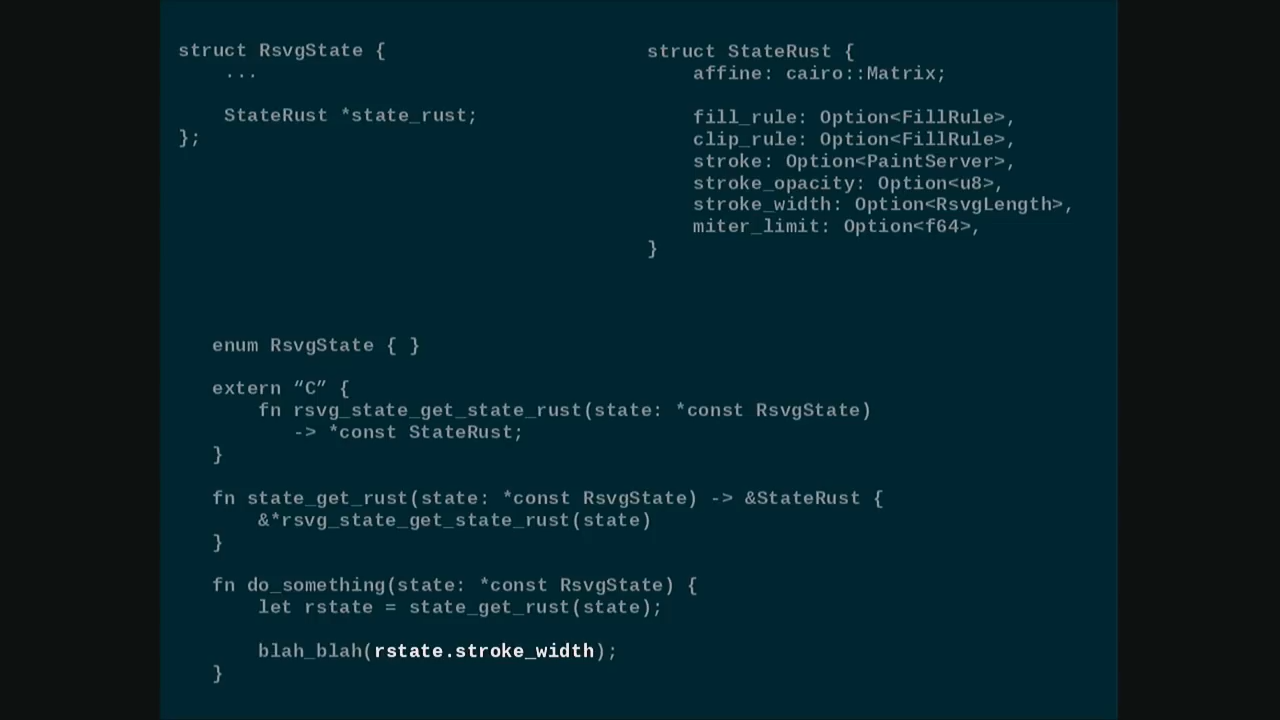 struct RsvgState {
...
StateRust *state_rust;
};
struct StateRust {
affine: cairo::Matrix;
fill_rule: Option<FillRule>,
clip_rule: Option<FillRule>,
stroke: Option<PaintServer>,
stroke_opacity: Option<u8>,
stroke_width: Option<RsvgLength>,
miter_limit: Option<f64>,
}
enum RsvgState { }
extern “C” {
fn rsvg_state_get_state_rust(state: *const RsvgState)
-> *const StateRust;
}
fn state_get_rust(state: *const RsvgState) -> &StateRust {
&*rsvg_state_get_state_rust(state)
}
fn do_something(state: *const RsvgState) {
let rstate = state_get_rust(state);
blah_blah(rstate.stroke_width);
}